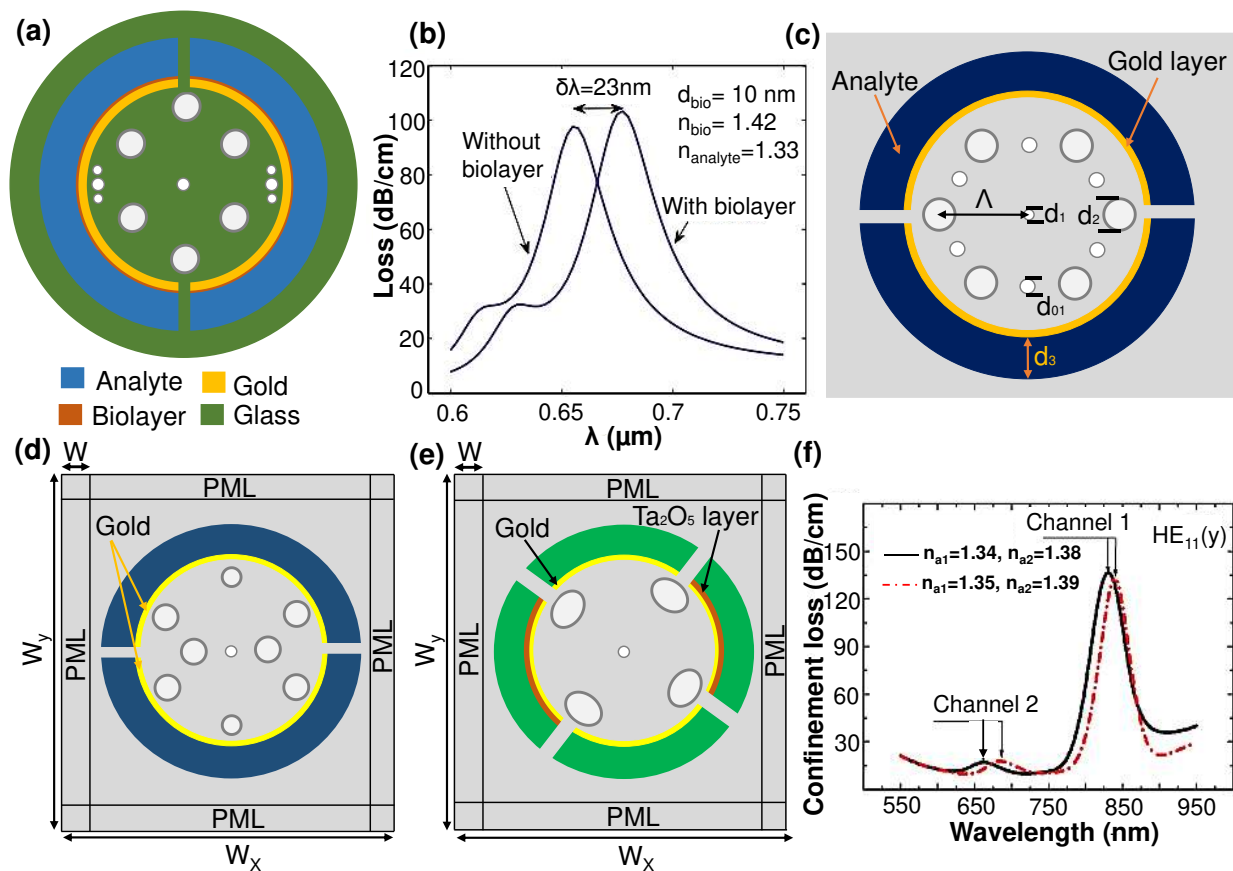 (a)
Analyte
Gold
Biolayer
Glass
(b)
Loss (dB/cm)
120
100
80
60
40
20
0
0.6
0.65
0.7
0.75
λ (µm)
δλ=23nm
d_bio= 10 nm
n_bio= 1.42
n_analyte=1.33
Without
biolayer
With biolayer
(c)
Analyte
Gold layer
Λ
d₁
d₂
d₀₁
d₃
(d)
W
W_y
PML
Gold
PML
PML
PML
W_X
(e)
W
W_y
PML
Gold
Ta₂O₅ layer
PML
PML
PML
W_X
(f)
Confinement loss (dB/cm)
150
120
90
60
30
550
650
750
850
950
Wavelength (nm)
Channel 1
HE₁₁(y)
n_a1=1.34, n_a2=1.38
n_a1=1.35, n_a2=1.39
Channel 2